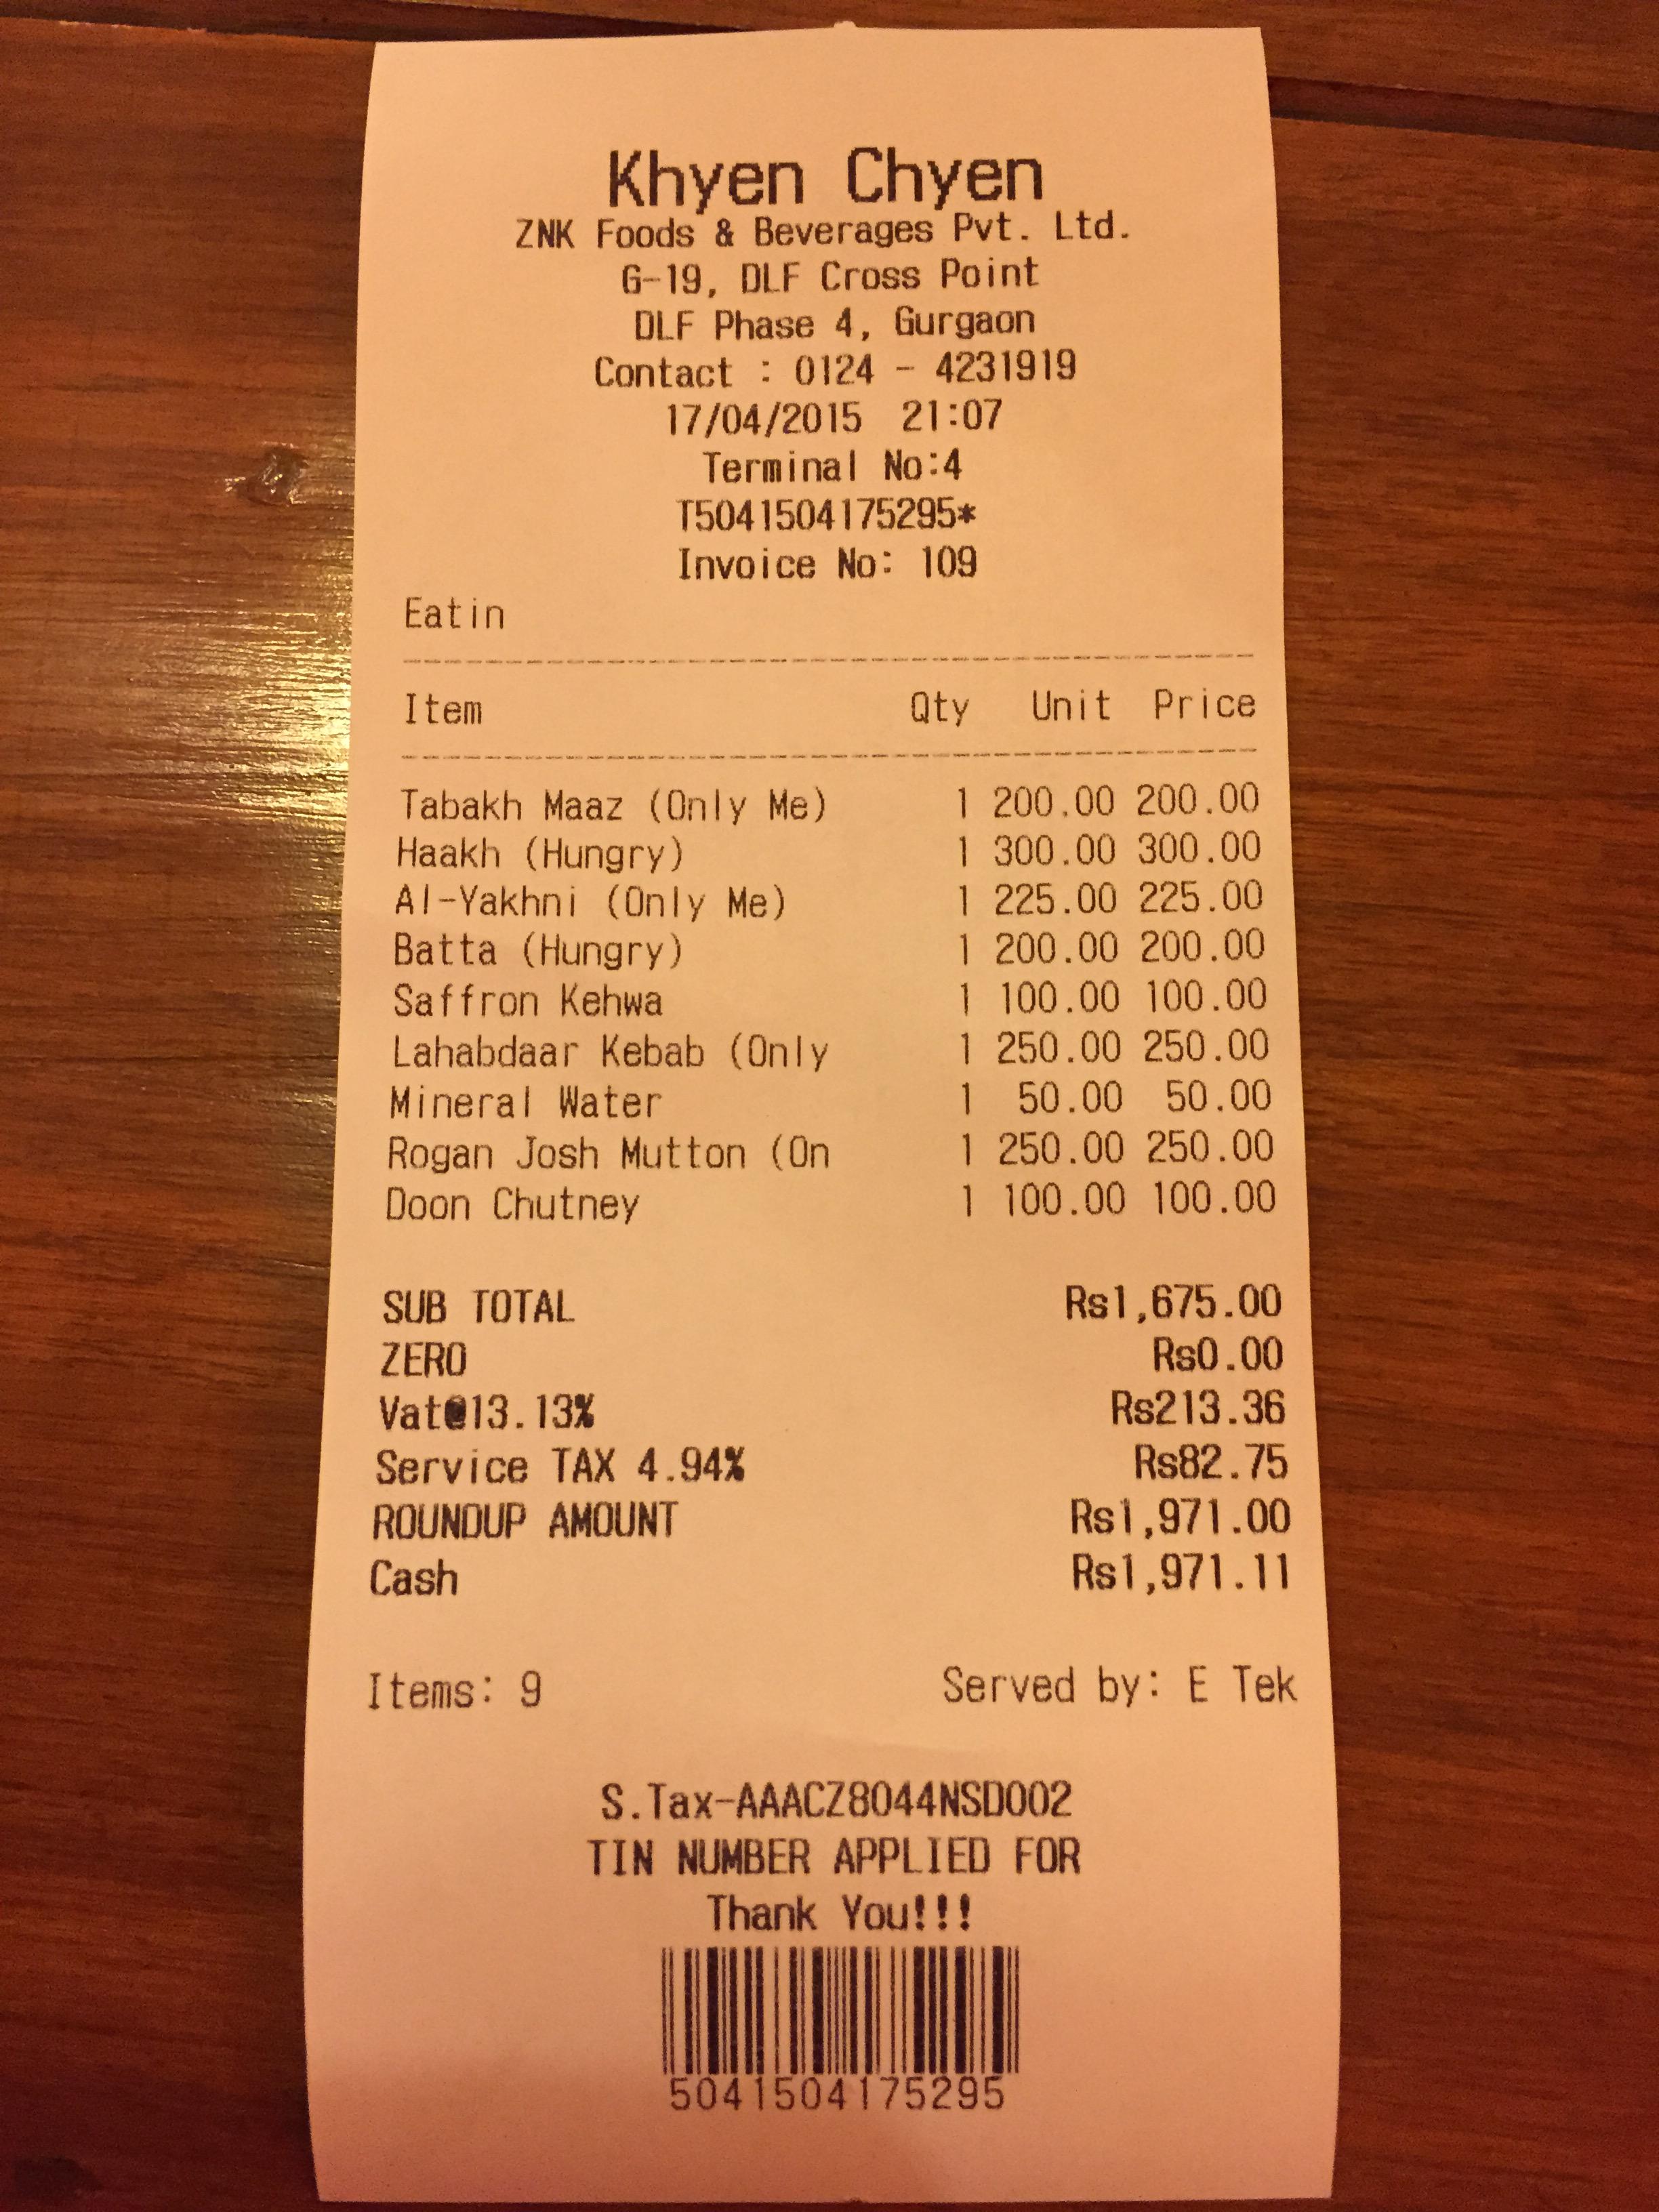 Khyen Chyen
ZNK Foods & Beverages Pvt. Ltd.
G-19, DLF Cross Point
DLF Phase 4, Gurgaon
Contact : 0124 - 4231919
17/04/2015 21:07
Terminal No:4
T5041504175295*
Invoice No: 109
Eatin
Item Qty Unit Price
Tabakh Maaz (Only Me) 1 200.00 200.00
Haakh (Hungry) 1 300.00 300.00
Al-Yakhni (Only Me) 1 225.00 225.00
Batta (Hungry) 1 200.00 200.00
Saffron Kehwa 1 100.00 100.00
Lahabdaar Kebab (Only 1 250.00 250.00
Mineral Water 1 50.00 50.00
Rogan Josh Mutton (On 1 250.00 250.00
Doon Chutney 1 100.00 100.00
SUB TOTAL Rs1,675.00
ZERO Rs0.00
Vat@13.13% Rs213.36
Service TAX 4.94% Rs82.75
ROUNDUP AMOUNT Rs1,971.00
Cash Rs1,971.11
Items: 9 Served by: E Tek
S.Tax-AAACZ8044NSD002
TIN NUMBER APPLIED FOR
Thank You!!!
5041504175295